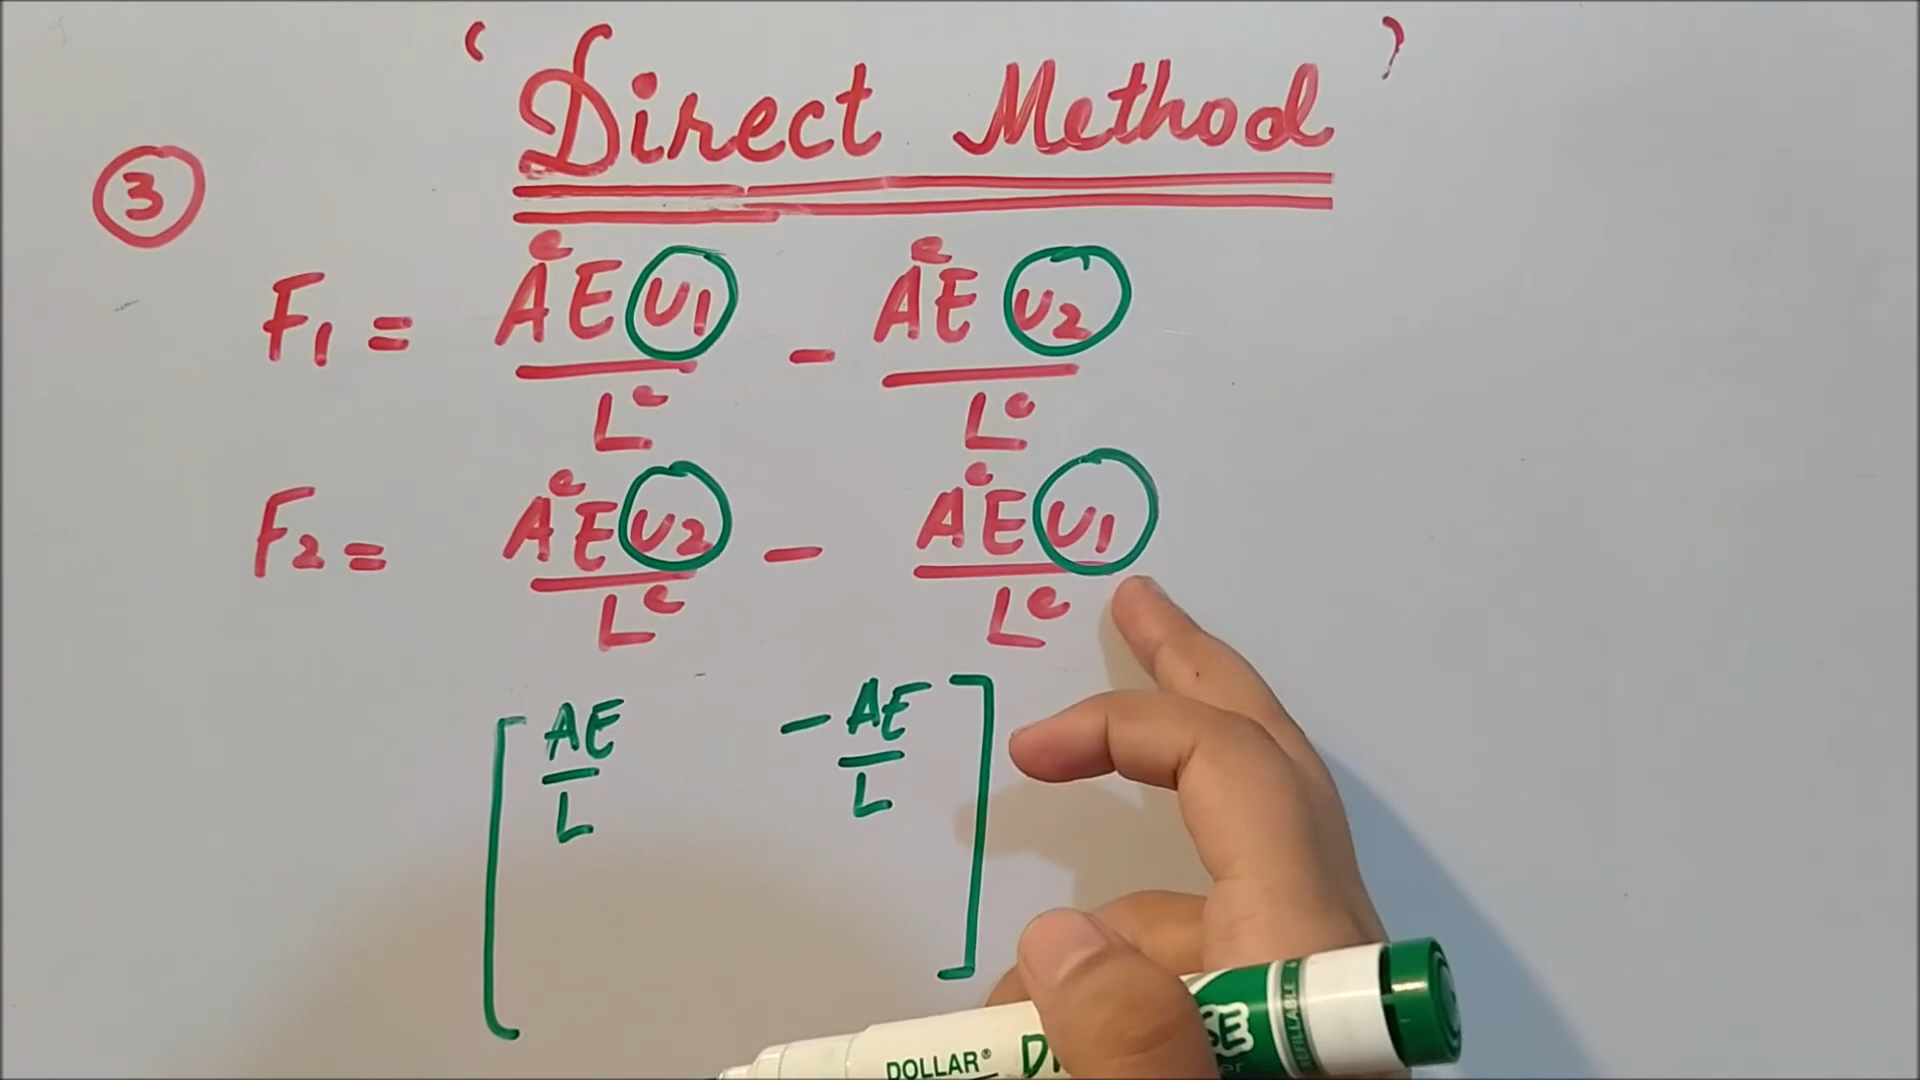 ' Direct Method '
3
F1 = AᵉE U1 / Lᵉ - AᵉE U2 / Lᵉ
F2 = AᵉE U2 / Lᵉ - AᵉE U1 / Lᵉ
[ AE / L - AE / L ]
DOLLAR®
REFILLABLE